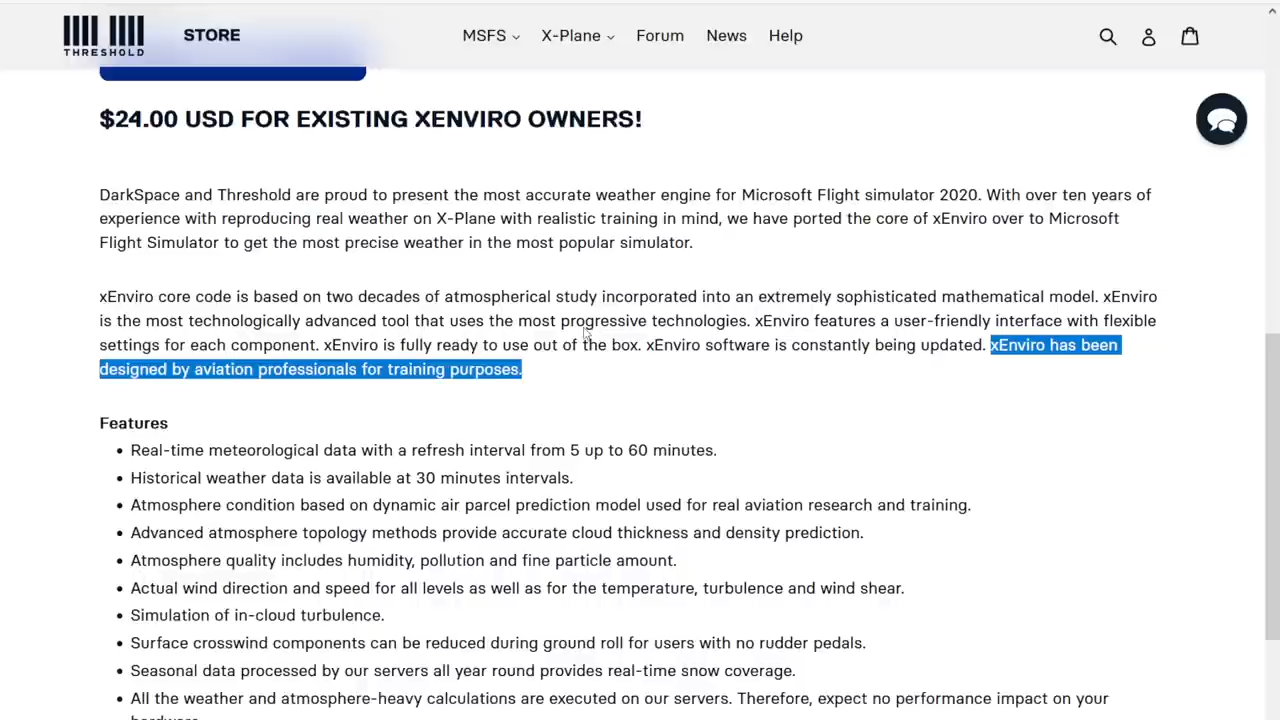 THRESHOLD
STORE
MSFS
X-Plane
Forum
News
Help
$24.00 USD FOR EXISTING XENVIRO OWNERS!
DarkSpace and Threshold are proud to present the most accurate weather engine for Microsoft Flight simulator 2020. With over ten years of
experience with reproducing real weather on X-Plane with realistic training in mind, we have ported the core of xEnviro over to Microsoft
Flight Simulator to get the most precise weather in the most popular simulator.
xEnviro core code is based on two decades of atmospherical study incorporated into an extremely sophisticated mathematical model. xEnviro
is the most technologically advanced tool that uses the most progressive technologies. xEnviro features a user-friendly interface with flexible
settings for each component. xEnviro is fully ready to use out of the box. xEnviro software is constantly being updated. xEnviro has been
designed by aviation professionals for training purposes.
Features
• Real-time meteorological data with a refresh interval from 5 up to 60 minutes.
• Historical weather data is available at 30 minutes intervals.
• Atmosphere condition based on dynamic air parcel prediction model used for real aviation research and training.
• Advanced atmosphere topology methods provide accurate cloud thickness and density prediction.
• Atmosphere quality includes humidity, pollution and fine particle amount.
• Actual wind direction and speed for all levels as well as for the temperature, turbulence and wind shear.
• Simulation of in-cloud turbulence.
• Surface crosswind components can be reduced during ground roll for users with no rudder pedals.
• Seasonal data processed by our servers all year round provides real-time snow coverage.
• All the weather and atmosphere-heavy calculations are executed on our servers. Therefore, expect no performance impact on your
hardware.